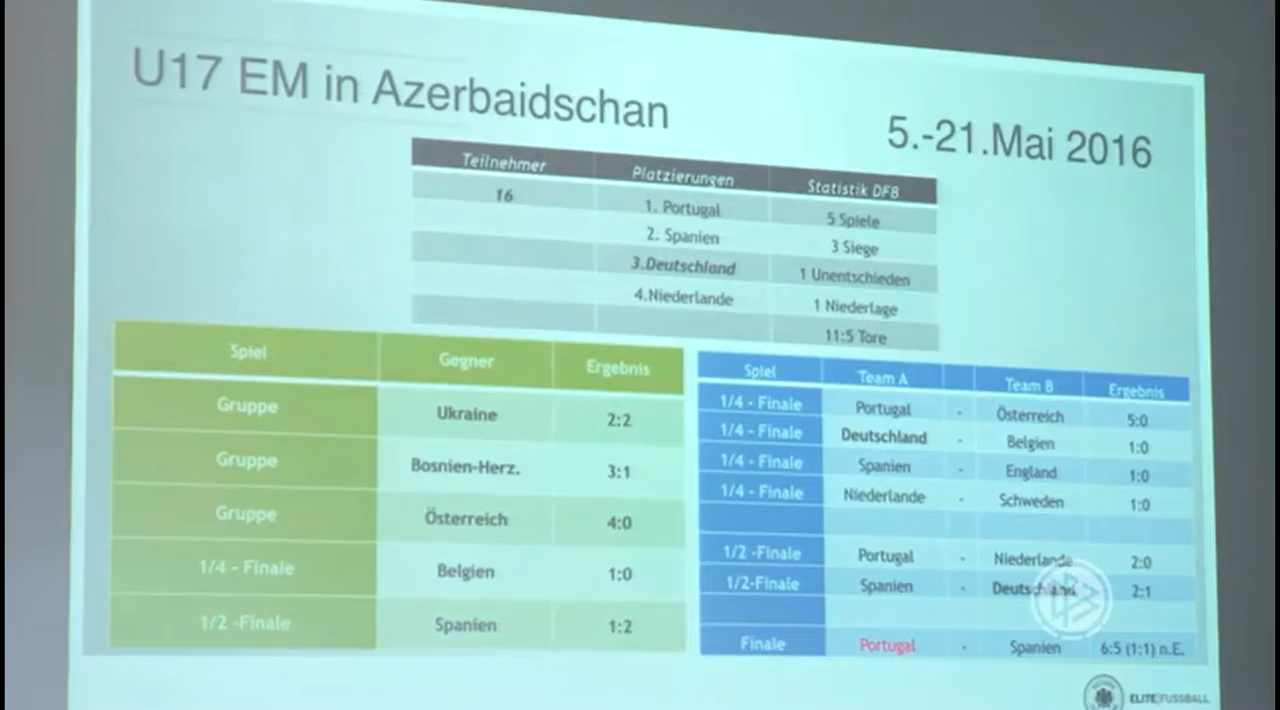 U17 EM in Azerbaidschan
5.-21.Mai 2016
Teilnehmer Platzierungen Statistik DFB
16 1. Portugal 5 Spiele
2. Spanien 3 Siege
3.Deutschland 1 Unentschieden
4.Niederlande 1 Niederlage
11:5 Tore
Spiel Gegner Ergebnis
Gruppe Ukraine 2:2
Gruppe Bosnien-Herz. 3:1
Gruppe Österreich 4:0
1/4 - Finale Belgien 1:0
1/2 -Finale Spanien 1:2
Spiel Team A Team B Ergebnis
1/4 - Finale Portugal - Österreich 5:0
1/4 - Finale Deutschland - Belgien 1:0
1/4 - Finale Spanien - England 1:0
1/4 - Finale Niederlande - Schweden 1:0
1/2 -Finale Portugal - Niederlande 2:0
1/2-Finale Spanien - Deutschland 2:1
Finale Portugal - Spanien 6:5 (1:1) n.E.
DFB
ELITE|FUSSBALL